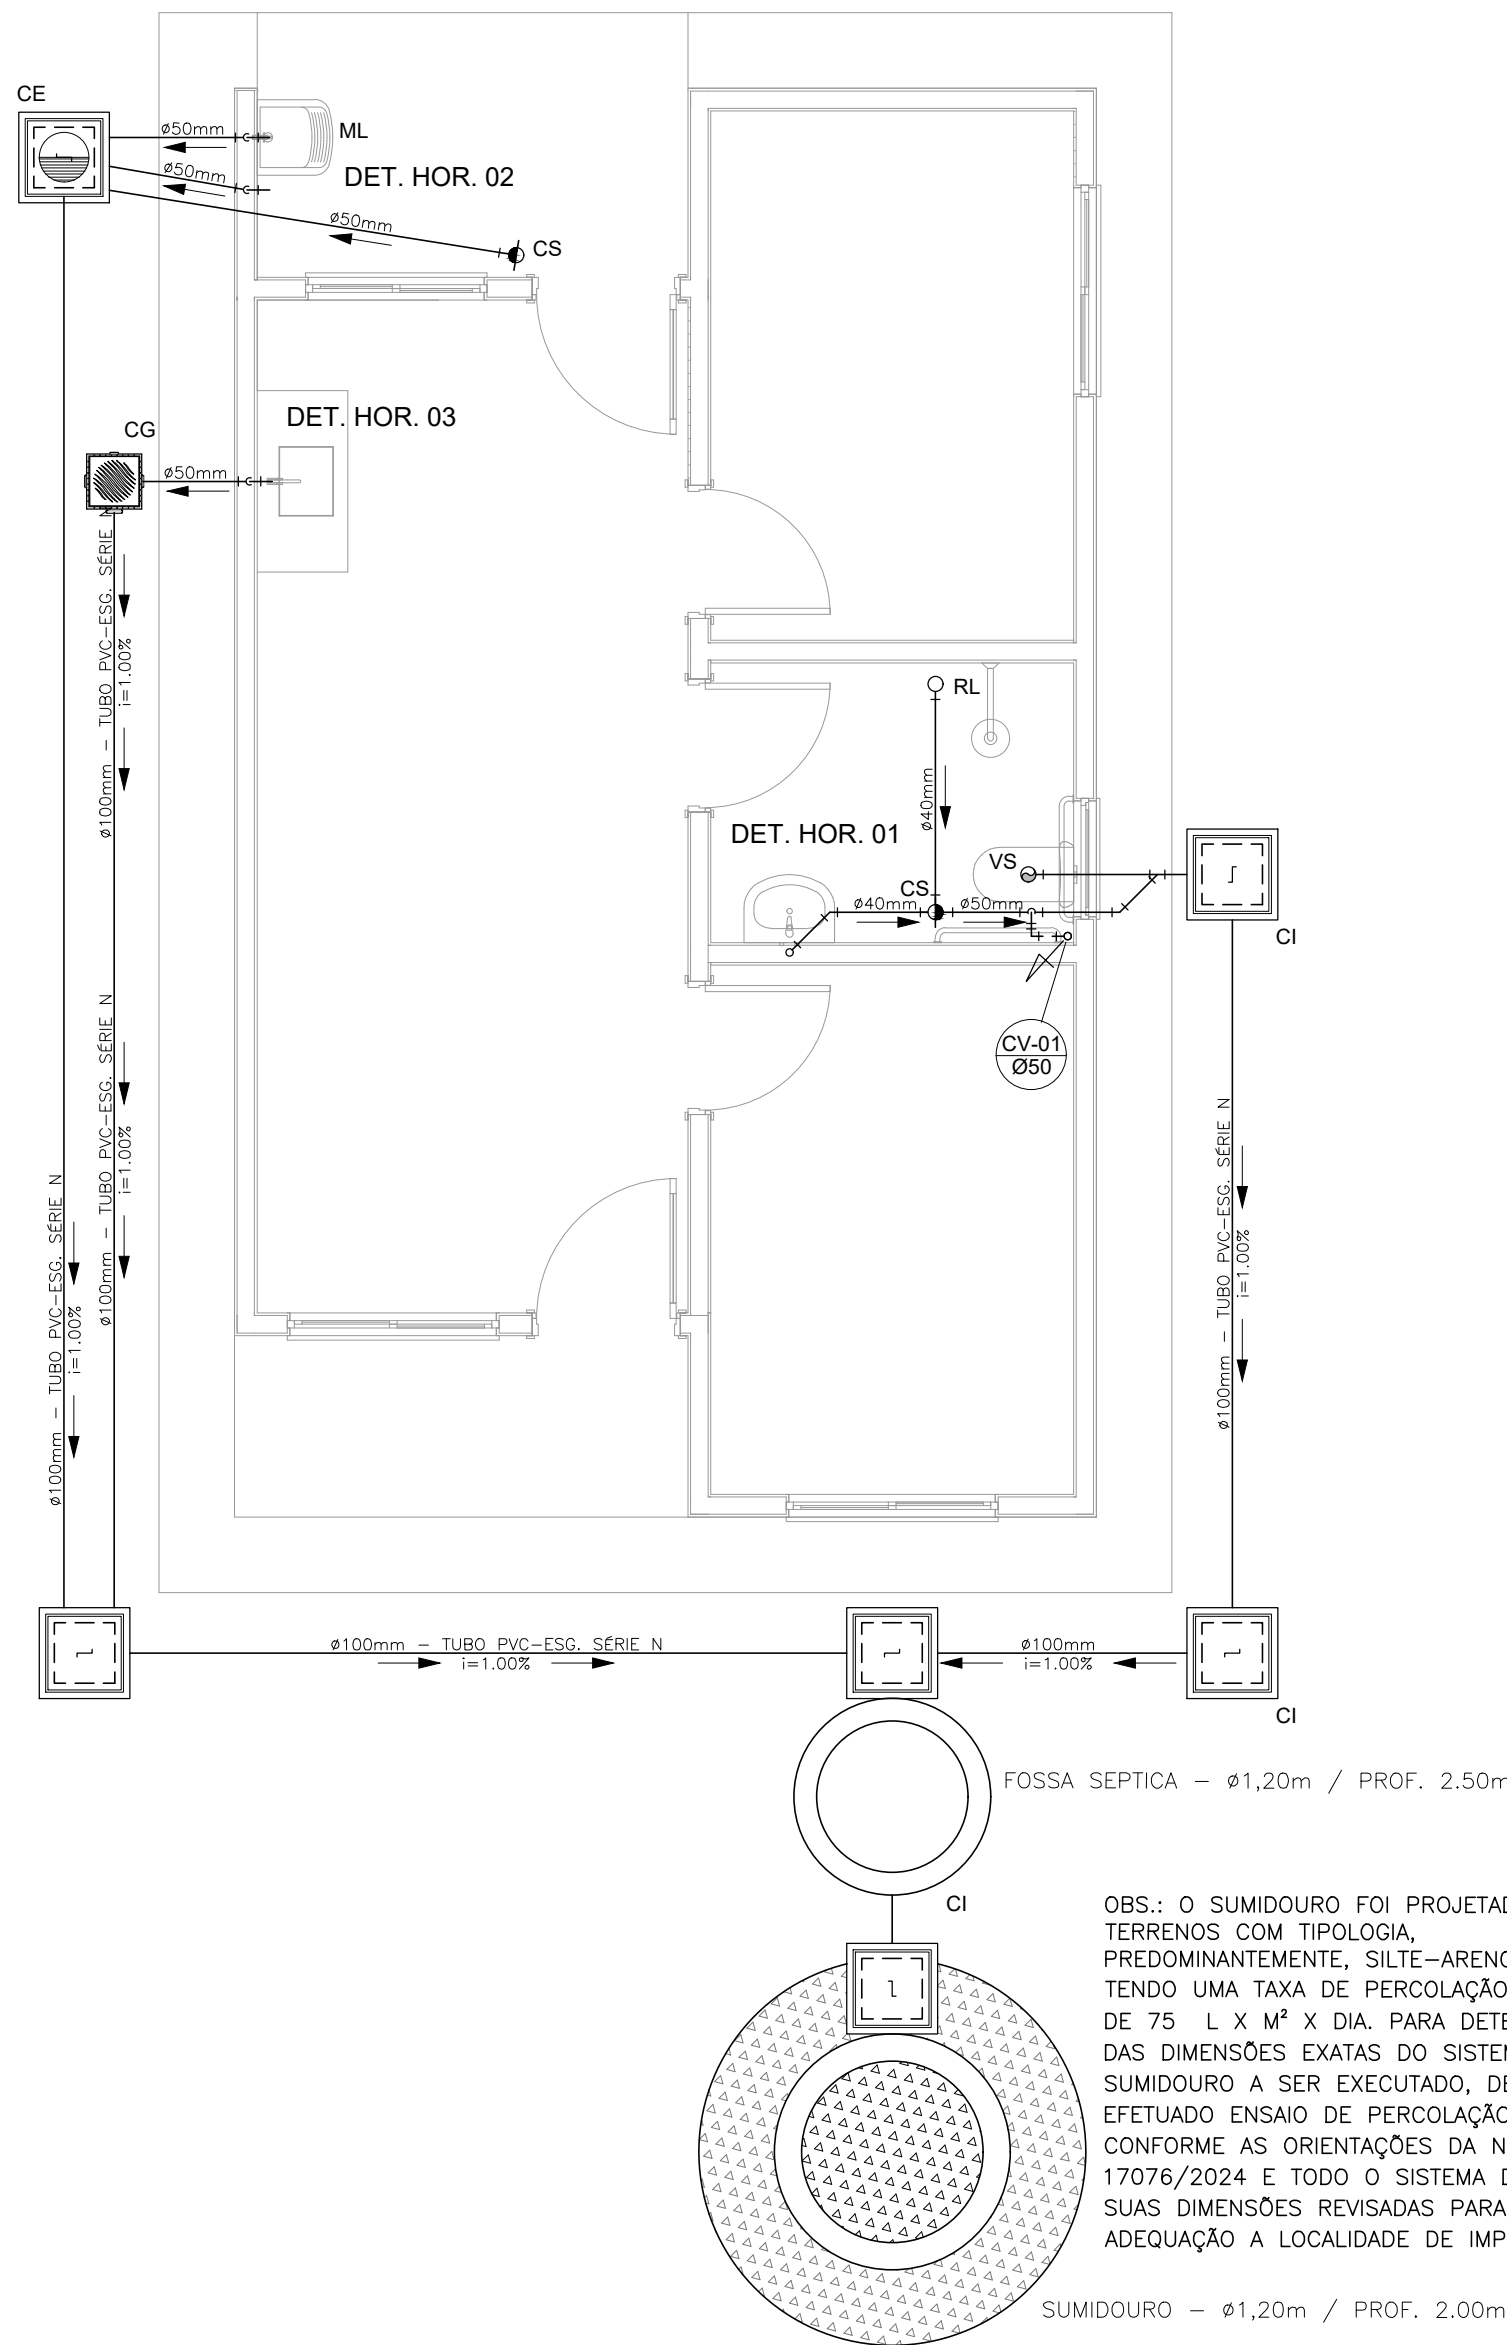 CE
ø50mm
ML
ø50mm
DET. HOR. 02
ø50mm
CS
DET. HOR. 03
CG
ø50mm
ø100mm – TUBO PVC–ESG. SÉRIE N
i=1.00%
RL
ø40mm
DET. HOR. 01
VS
CS
ø40mm
ø50mm
CI
CV-01
Ø50
ø100mm – TUBO PVC–ESG. SÉRIE N
i=1.00%
ø100mm – TUBO PVC–ESG. SÉRIE N
i=1.00%
ø100mm – TUBO PVC–ESG. SÉRIE N
i=1.00%
ø100mm – TUBO PVC–ESG. SÉRIE N
i=1.00%
ø100mm
i=1.00%
CI
FOSSA SEPTICA – ø1,20m / PROF. 2.50m
CI
OBS.: O SUMIDOURO FOI PROJETAD
TERRENOS COM TIPOLOGIA,
PREDOMINANTEMENTE, SILTE–ARENO
TENDO UMA TAXA DE PERCOLAÇÃO
DE 75 L X M² X DIA. PARA DETE
DAS DIMENSÕES EXATAS DO SISTEM
SUMIDOURO A SER EXECUTADO, DE
EFETUADO ENSAIO DE PERCOLAÇÃO
CONFORME AS ORIENTAÇÕES DA N
17076/2024 E TODO O SISTEMA D
SUAS DIMENSÕES REVISADAS PARA
ADEQUAÇÃO A LOCALIDADE DE IMP
SUMIDOURO – ø1,20m / PROF. 2.00m